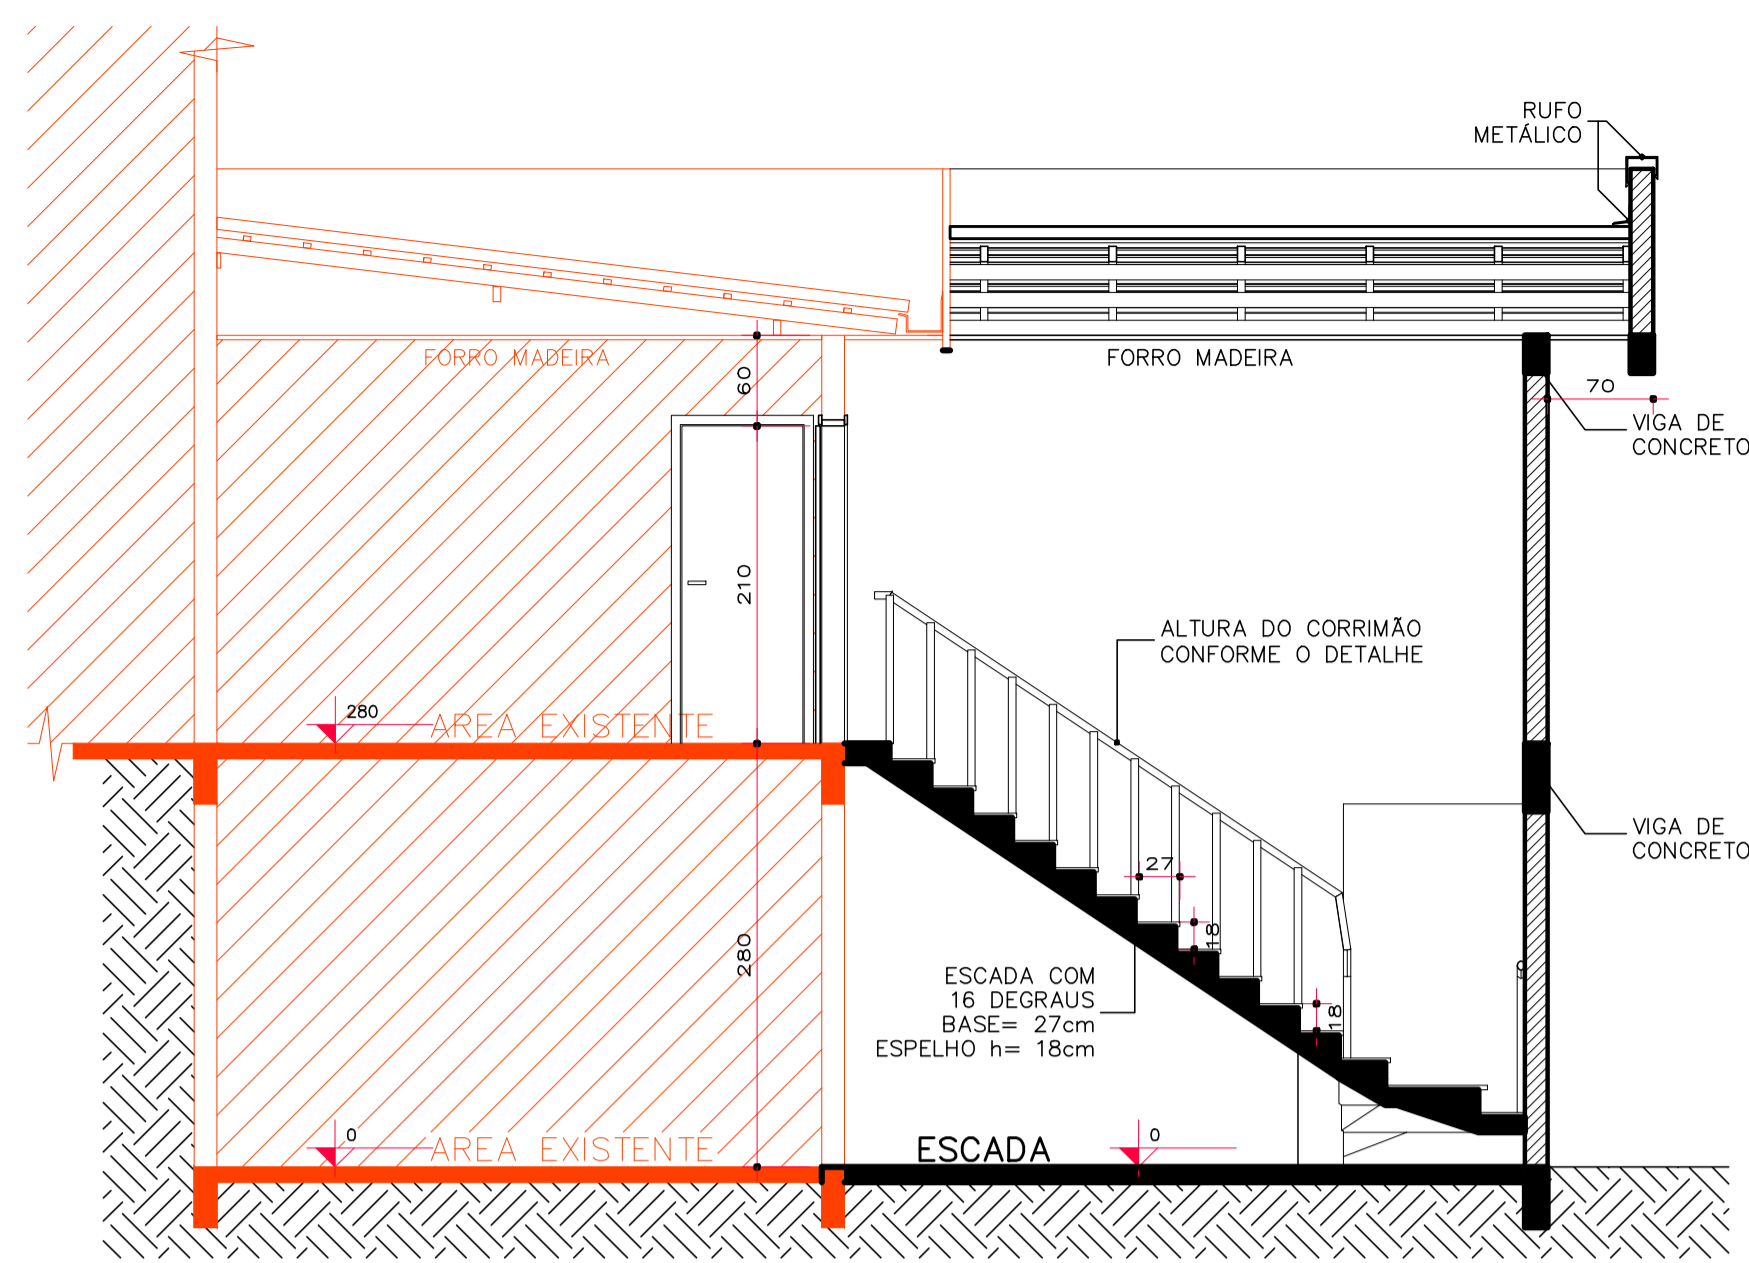 RUFO
METÁLICO
FORRO MADEIRA
FORRO MADEIRA
60
70
VIGA DE
CONCRETO
210
ALTURA DO CORRIMÃO
CONFORME O DETALHE
280
AREA EXISTENTE
VIGA DE
CONCRETO
27
18
280
ESCADA COM
16 DEGRAUS
BASE= 27cm
ESPELHO h= 18cm
18
0
AREA EXISTENTE
ESCADA
0